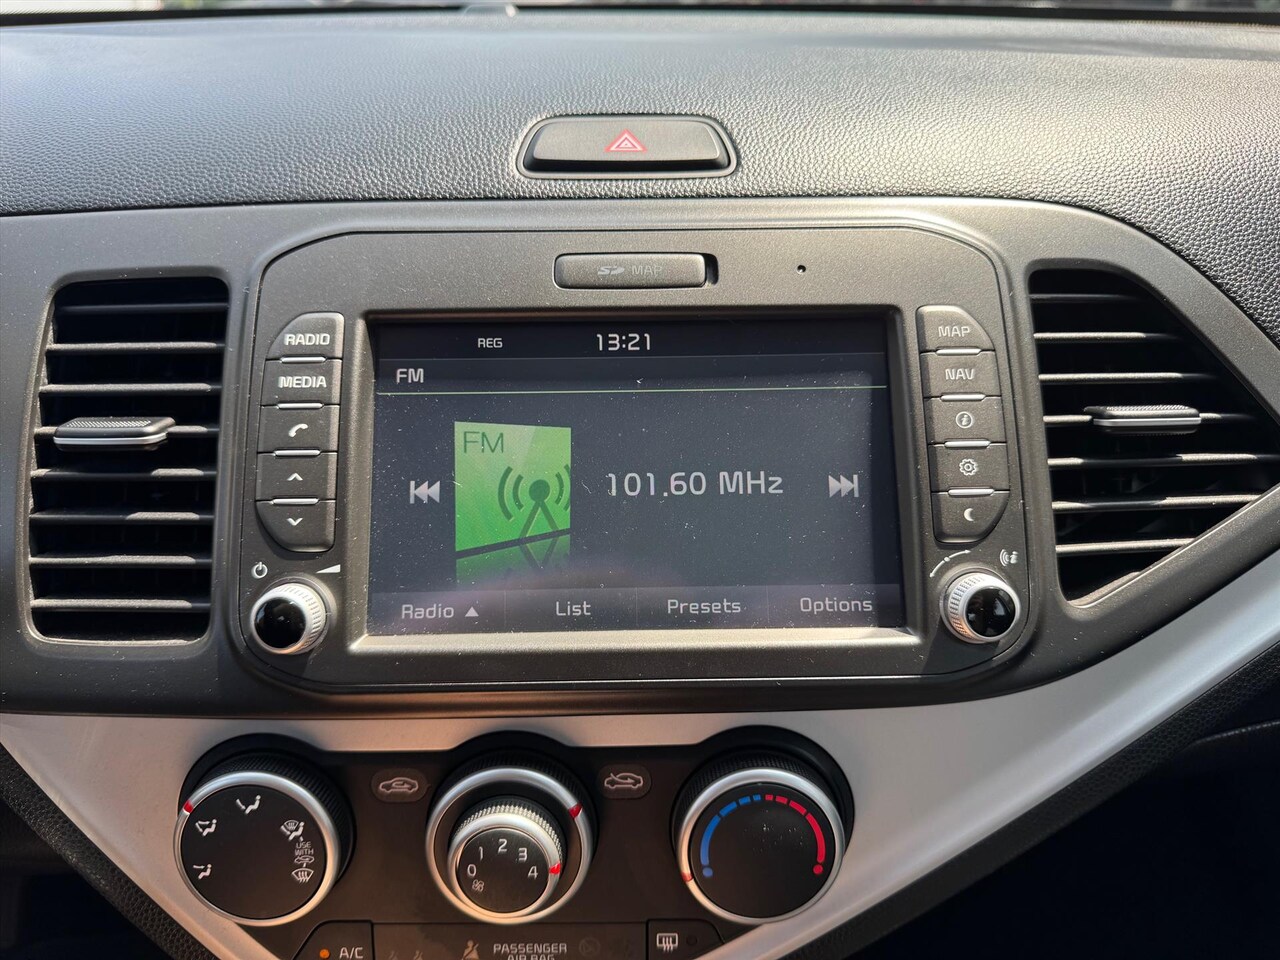 SD MAP
RADIO
MEDIA
REG
13:21
FM
FM
101.60 MHz
Radio
List
Presets
Options
MAP
NAV
USE
WITH
0 1 2 3 4
A/C
PASSENGER
AIR BAG